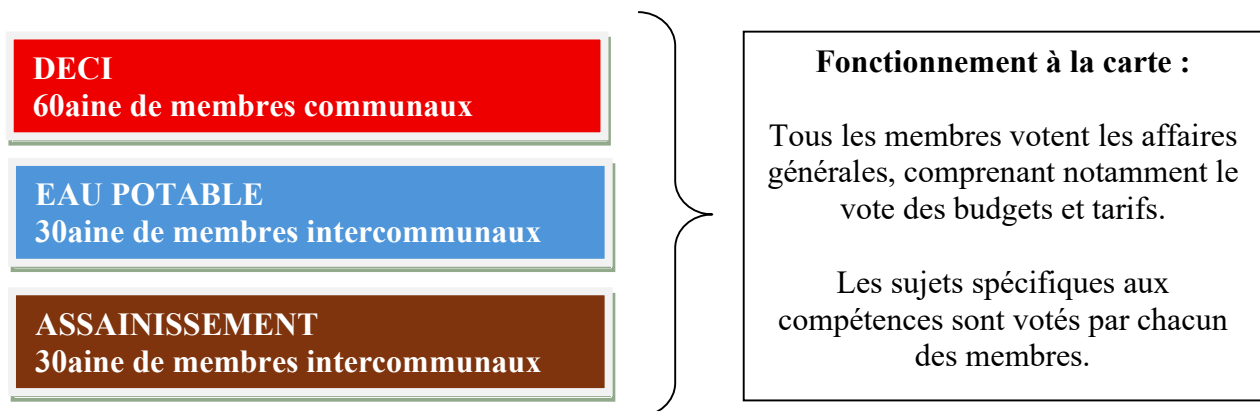 DECI
60aine de membres communaux
EAU POTABLE
30aine de membres intercommunaux
ASSAINISSEMENT
30aine de membres intercommunaux
Fonctionnement à la carte :
Tous les membres votent les affaires
générales, comprenant notamment le
vote des budgets et tarifs.
Les sujets spécifiques aux
compétences sont votés par chacun
des membres.